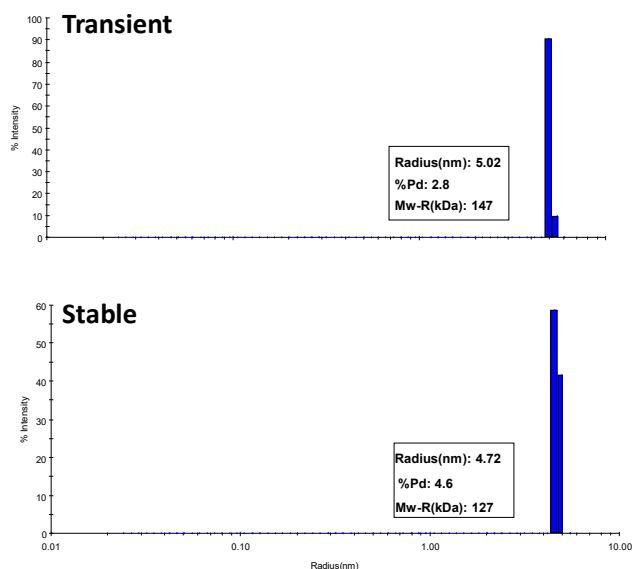 Transient
100
90
80
70
60
50
40
30
20
10
0
% Intensity
Radius(nm): 5.02
%Pd: 2.8
Mw-R(kDa): 147
Stable
60
50
40
30
20
10
0
% Intensity
Radius(nm): 4.72
%Pd: 4.6
Mw-R(kDa): 127
0.01 0.10 1.00 10.00
Radius(nm)